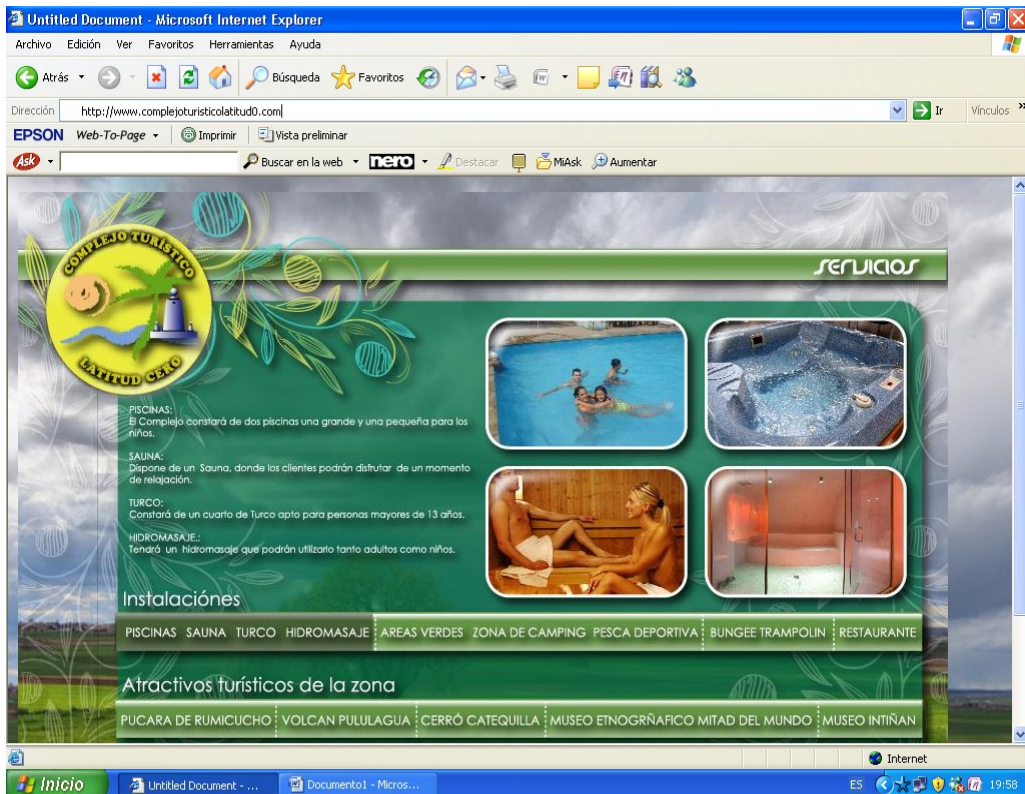 Untitled Document - Microsoft Internet Explorer
Archivo Edición Ver Favoritos Herramientas Ayuda
Atrás Búsqueda Favoritos
Dirección http://www.complejoturisticolatitud0.com Ir Vínculos »
EPSON Web-To-Page Imprimir Vista preliminar
Ask Buscar en la web nero Destacar MiAsk Aumentar
COMPLEJO TURÍSTICO
LATITUD CERO
SERVICIOS
PISCINAS:
El Complejo constará de dos piscinas una grande y una pequeña para los
niños.
SAUNA:
Dispone de un Sauna, donde los clientes podrán disfrutar de un momento
de relajación.
TURCO:
Constará de un cuarto de Turco apto para personas mayores de 13 años.
HIDROMASAJE.:
Tendrá un hidromasaje que podrán utilizarlo tanto adultos como niños.
Instalaciónes
PISCINAS SAUNA TURCO HIDROMASAJE AREAS VERDES ZONA DE CAMPING PESCA DEPORTIVA BUNGEE TRAMPOLIN RESTAURANTE
Atractivos turísticos de la zona
PUCARA DE RUMICUCHO VOLCAN PULULAGUA CERRÓ CATEQUILLA MUSEO ETNOGRÑAFICO MITAD DEL MUNDO MUSEO INTIÑAN
Internet
Inicio Untitled Document - ... Documento1 - Micros... ES 19:58